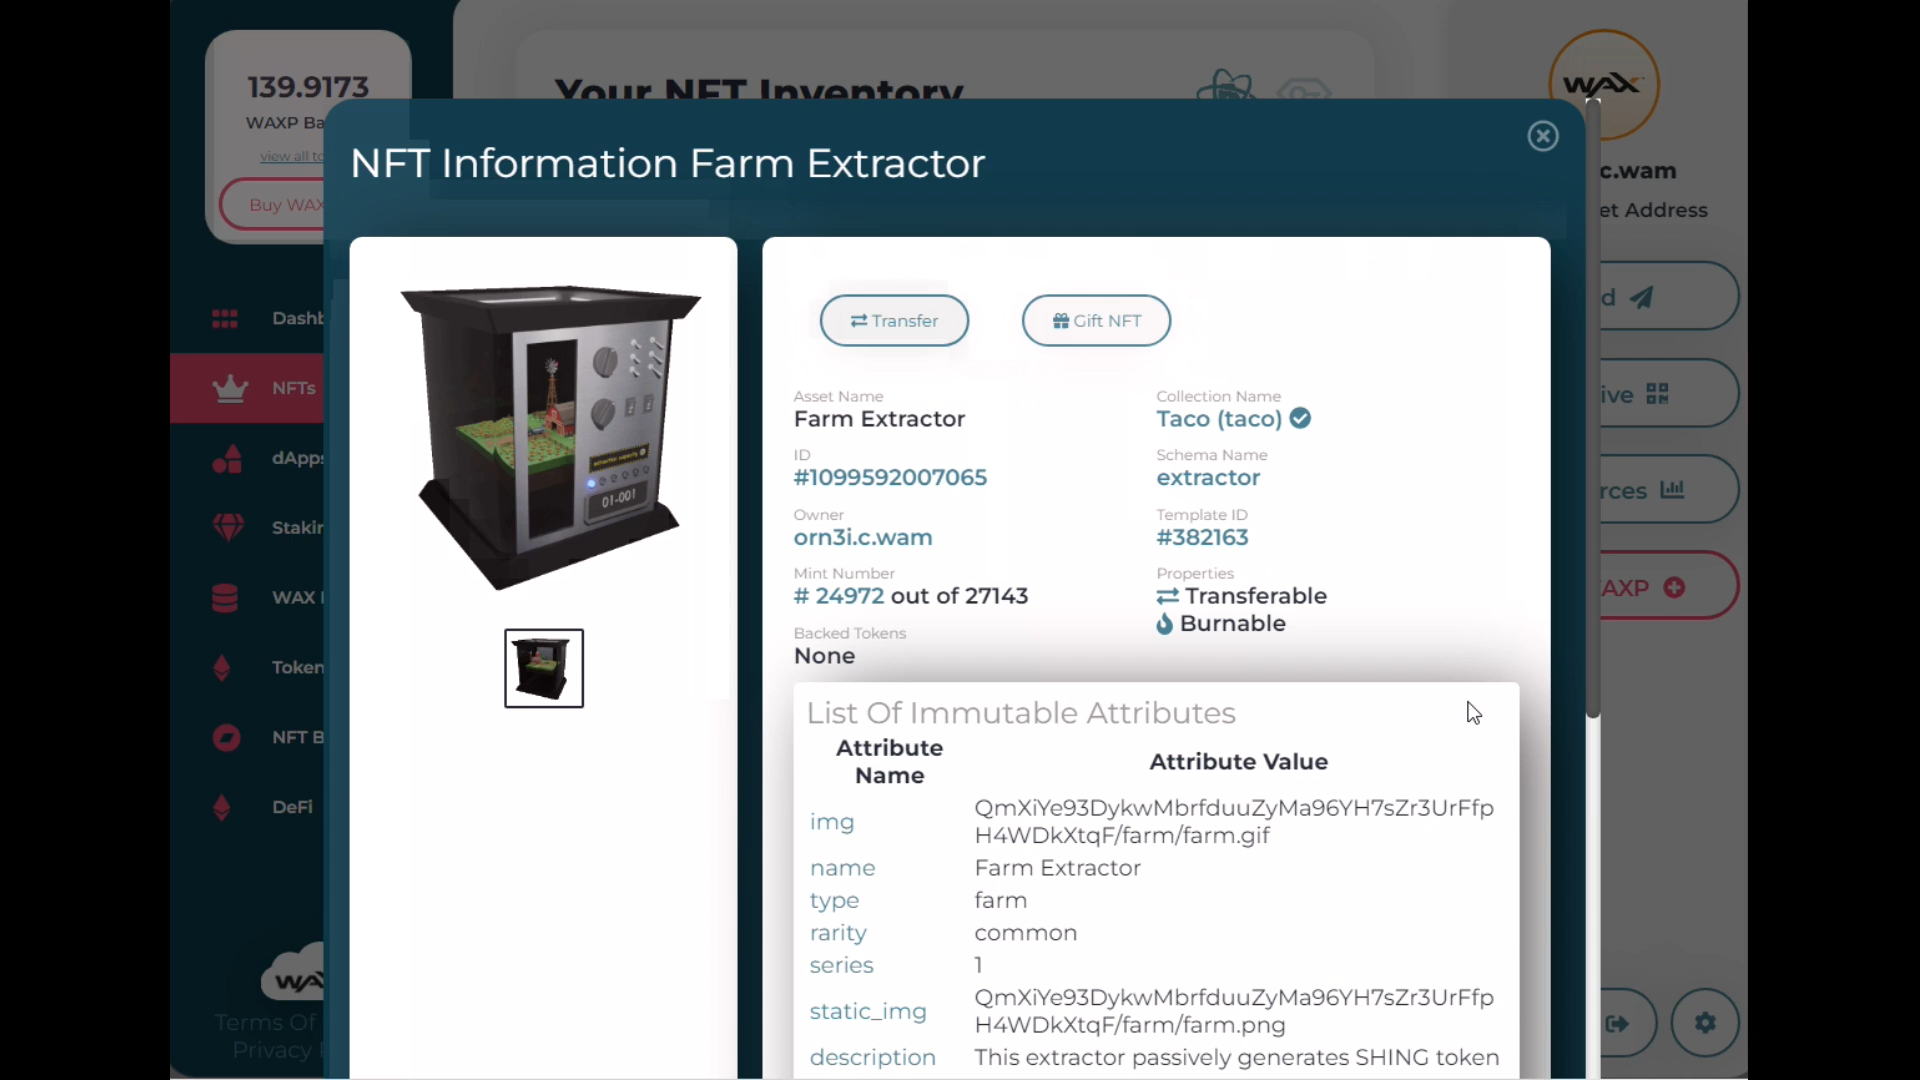 139.9173
WAXP Ba
view all to
Buy WAX
Dashb
NFTs
dApps
Stakin
WAX
Token
NFT B
DeFi
WAX
Terms Of
Privacy
Your NFT Inventory
NFT Information Farm Extractor
extraction capacity
01-001
Transfer
Gift NFT
Asset Name
Farm Extractor
ID
#1099592007065
Owner
orn3i.c.wam
Mint Number
# 24972 out of 27143
Backed Tokens
None
Collection Name
Taco (taco)
Schema Name
extractor
Template ID
#382163
Properties
Transferable
Burnable
List Of Immutable Attributes
Attribute Name
Attribute Value
img
QmXiYe93DykwMbrfduuZyMa96YH7sZr3UrFfp
H4WDkXtqF/farm/farm.gif
name Farm Extractor
type farm
rarity common
series 1
static_img
QmXiYe93DykwMbrfduuZyMa96YH7sZr3UrFfp
H4WDkXtqF/farm/farm.png
description This extractor passively generates SHING token
WAX
c.wam
et Address
d
ive
rces
AXP